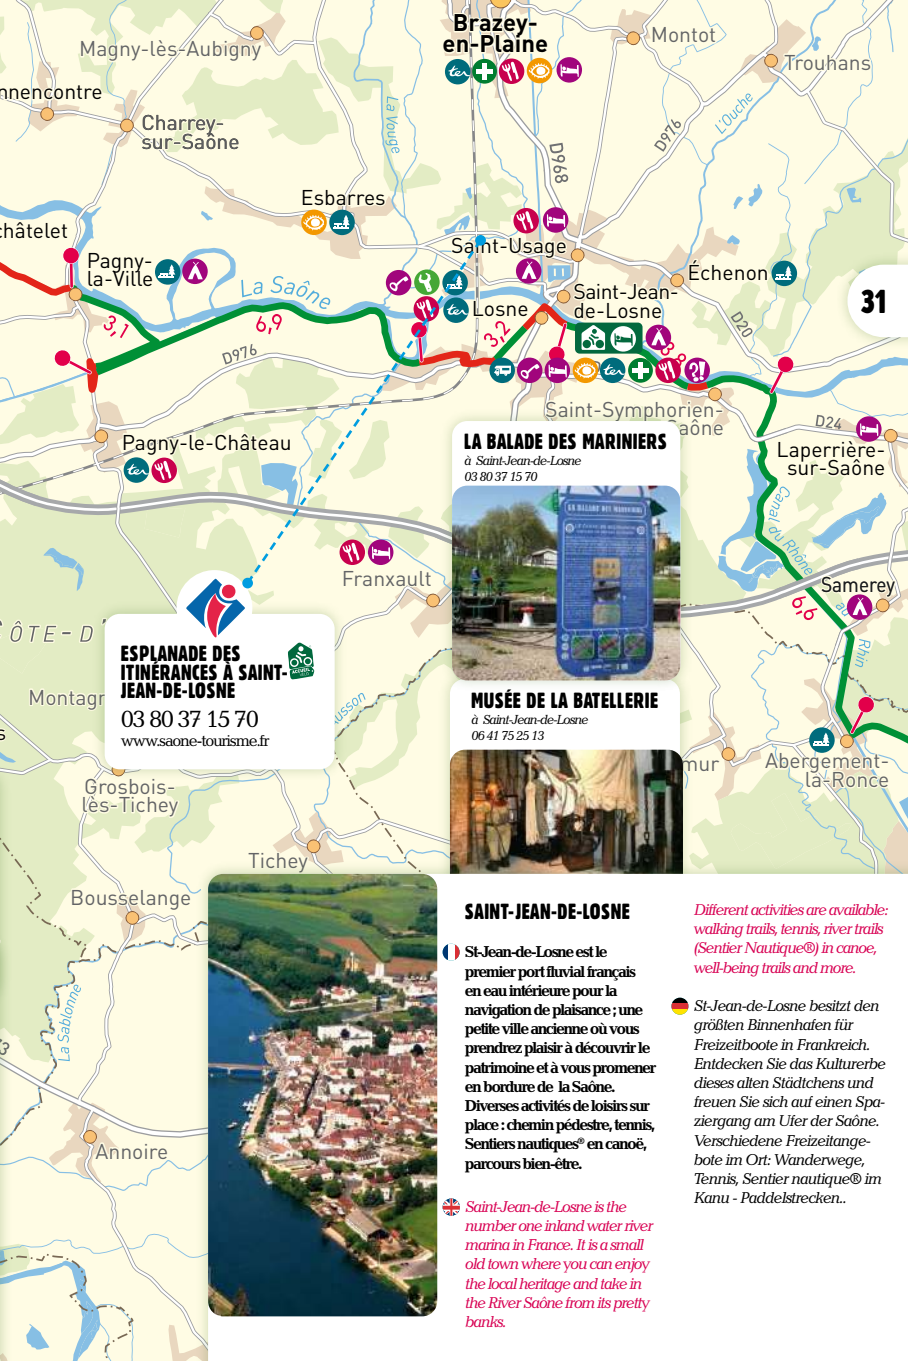 Brazey-
en-Plaine
Montot
Magny-lès-Aubigny
Trouhans
nnencontre
Charrey-
sur-Saône
La Vouge
L'Ouche
D976
D968
Esbarres
châtelet
Saint-Usage
Pagny-
la-Ville
Échenon
La Saône
Saint-Jean-
de-Losne
Losne
31
3,1
6,9
3,2
D20
D976
Saint-Symphorien-
aône
D24
Pagny-le-Château
Laperrière-
sur-Saône
LA BALADE DES MARINIERS
à Saint-Jean-de-Losne
03 80 37 15 70
LA BALADE DES MARINIERS
Canal du Rhône
au
Rhin
Franxault
Samerey
6,6
ÔTE-D'
ESPLANADE DES
ITINÉRANCES À SAINT-
JEAN-DE-LOSNE
ACCUEIL
03 80 37 15 70
www.saone-tourisme.fr
Montagn
usson
MUSÉE DE LA BATELLERIE
à Saint-Jean-de-Losne
06 41 75 25 13
mur
Abergement-
la-Ronce
Grosbois-
lès-Tichey
Tichey
Bousselange
La Sablonne
Annoire
SAINT-JEAN-DE-LOSNE
St-Jean-de-Losne est le
premier port fluvial français
en eau intérieure pour la
navigation de plaisance ; une
petite ville ancienne où vous
prendrez plaisir à découvrir le
patrimoine et à vous promener
en bordure de la Saône.
Diverses activités de loisirs sur
place : chemin pédestre, tennis,
Sentiers nautiques® en canoë,
parcours bien-être.
Saint-Jean-de-Losne is the
number one inland water river
marina in France. It is a small
old town where you can enjoy
the local heritage and take in
the River Saône from its pretty
banks.
Different activities are available:
walking trails, tennis, river trails
(Sentier Nautique®) in canoe,
well-being trails and more.
St-Jean-de-Losne besitzt den
größten Binnenhafen für
Freizeitboote in Frankreich.
Entdecken Sie das Kulturerbe
dieses alten Städtchens und
freuen Sie sich auf einen Spa-
ziergang am Ufer der Saône.
Verschiedene Freizeitange-
bote im Ort: Wanderwege,
Tennis, Sentier nautique® im
Kanu - Paddelstrecken..